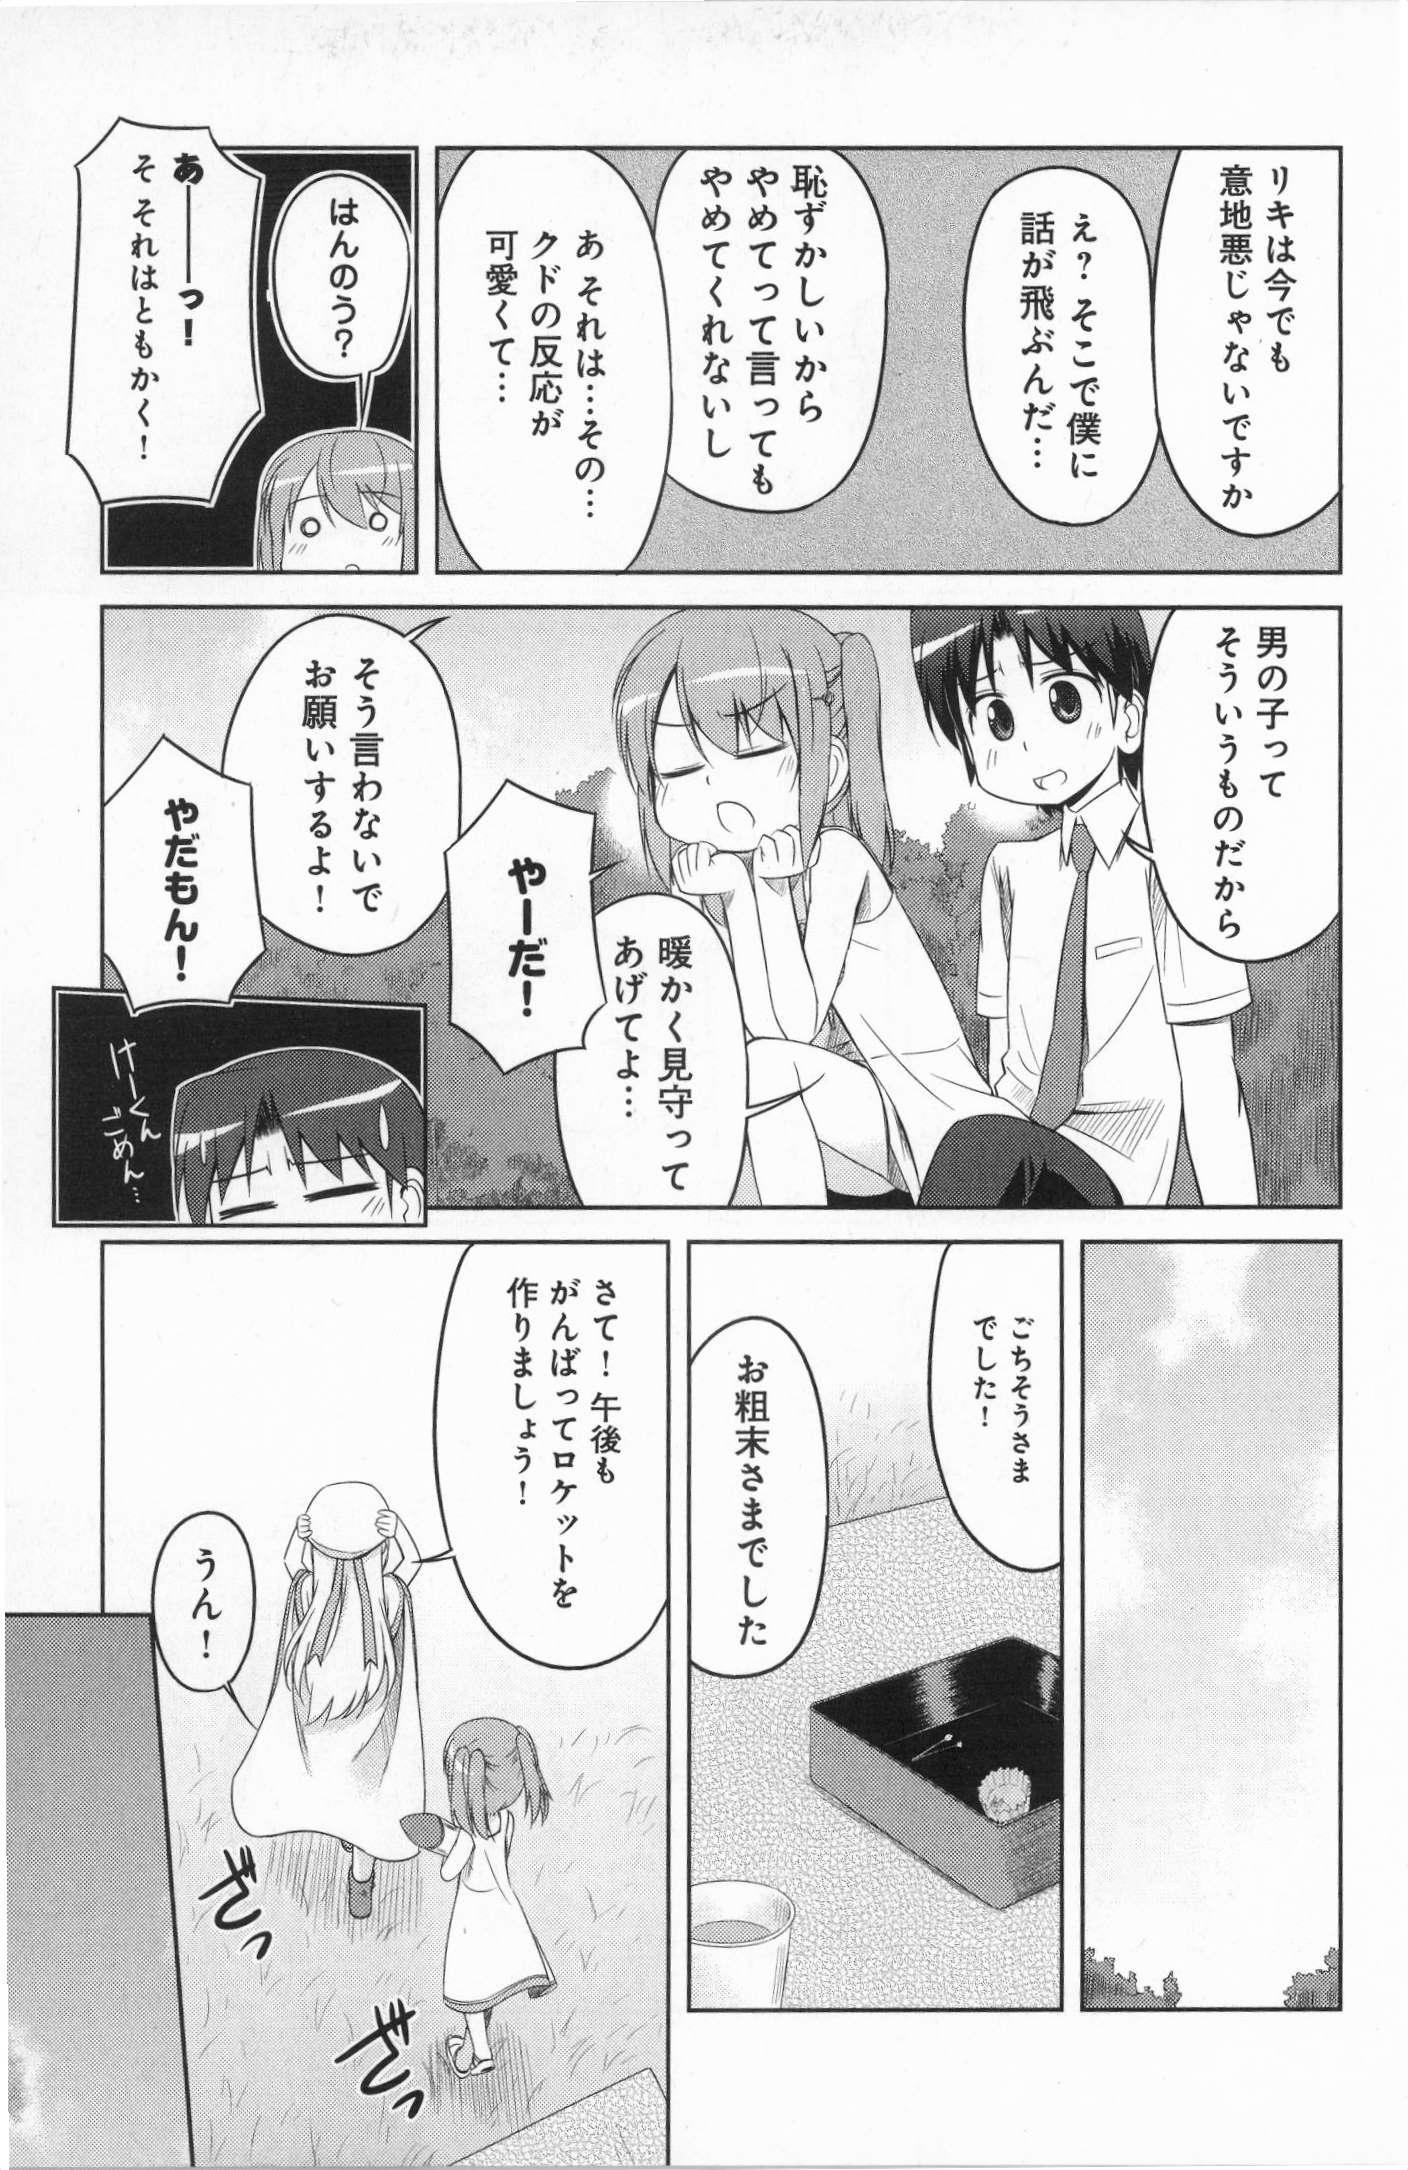 リキは今でも
意地悪じゃないですか
え？そこで僕に
話が飛ぶんだ…
恥ずかしいから
やめてって言っても
やめてくれないし
あ それは…その…
クドの反応が
可愛くて…
はんのう？
あーーーっ！
そ それはともかく！
男の子って
そういうものだから
暖かく見守って
あげてよ…
やーだ！
そう言わないで
お願いするよ！
やだもん！
けーくん
ごめん…
ごちそうさま
でした！
お粗末さまでした
さて！午後も
がんばってロケットを
作りましょう！
うん！
ざっ
ざっ